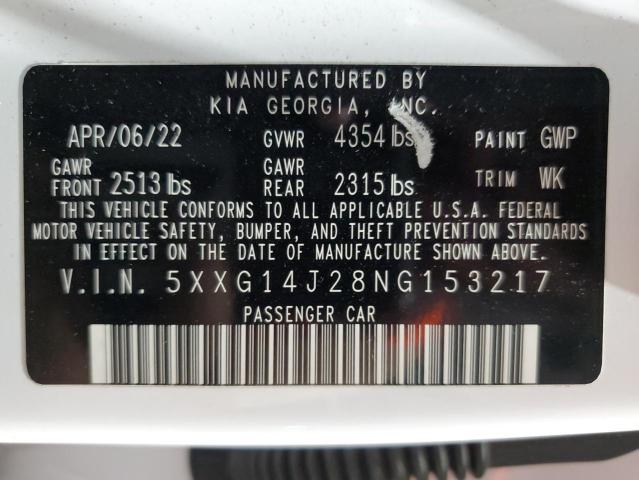 MANUFACTURED BY
KIA GEORGIA, INC.
APR/06/22 GVWR 4354 lbs PAINT GWP
GAWR FRONT 2513 lbs GAWR REAR 2315 lbs TRIM WK
THIS VEHICLE CONFORMS TO ALL APPLICABLE U.S.A. FEDERAL
MOTOR VEHICLE SAFETY, BUMPER, AND THEFT PREVENTION STANDARDS
IN EFFECT ON THE DATE OF MANUFACTURE SHOWN ABOVE.
V.I.N. 5XXG14J28NG153217
PASSENGER CAR